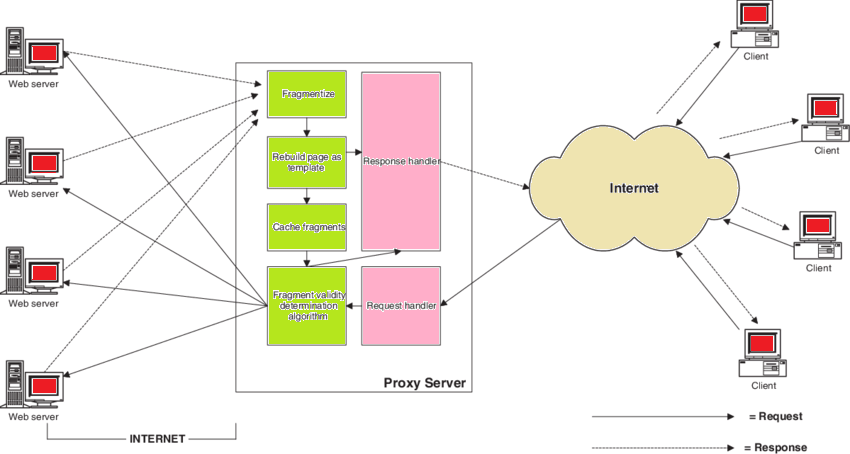 Client
Web server
Fragmentize
Client
Rebuild page as
template
Response handler
Internet
Web server
Cache fragments
Client
Fragment validity
determination
algorithm
Request handler
Web server
Proxy Server
Client
Web server
= Request
INTERNET
= Response